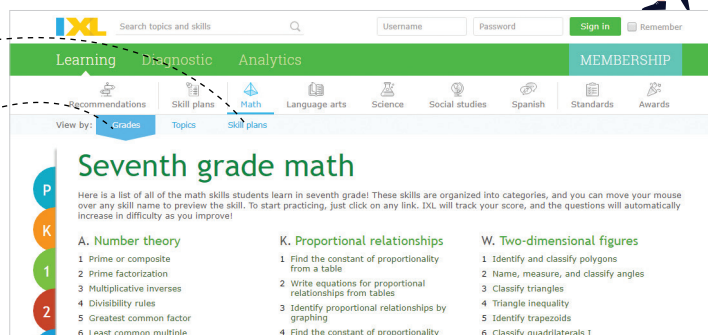 IXL Search topics and skills Username Password Sign in Remember
Learning Diagnostic Analytics MEMBERSHIP
Recommendations Skill plans Math Language arts Science Social studies Spanish Standards Awards
View by: Grades Topics Skill plans
Seventh grade math
Here is a list of all of the math skills students learn in seventh grade! These skills are organized into categories, and you can move your mouse
over any skill name to preview the skill. To start practicing, just click on any link. IXL will track your score, and the questions will automatically
increase in difficulty as you improve!
P
K
1
2
A. Number theory
1 Prime or composite
2 Prime factorization
3 Multiplicative inverses
4 Divisibility rules
5 Greatest common factor
6 Least common multiple
K. Proportional relationships
1 Find the constant of proportionality
from a table
2 Write equations for proportional
relationships from tables
3 Identify proportional relationships by
graphing
4 Find the constant of proportionality
W. Two-dimensional figures
1 Identify and classify polygons
2 Name, measure, and classify angles
3 Classify triangles
4 Triangle inequality
5 Identify trapezoids
6 Classify quadrilaterals I